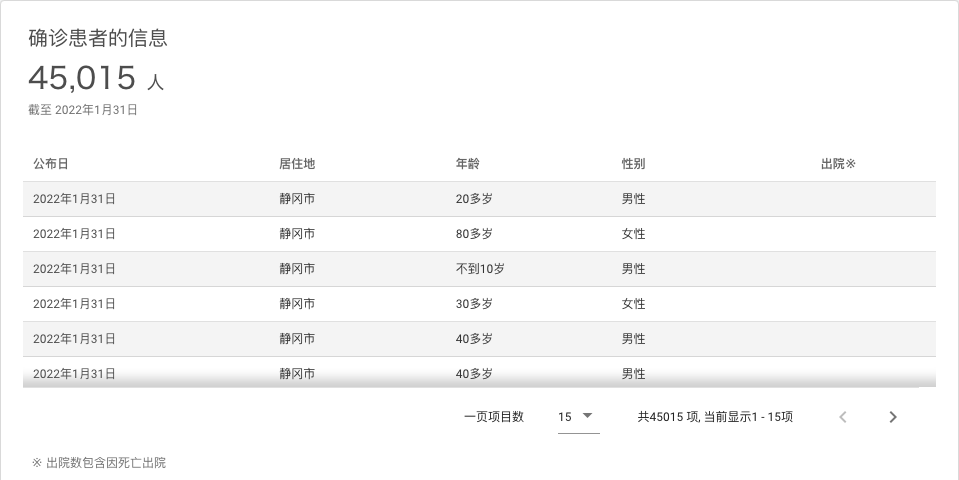 确诊患者的信息
45,015 人
截至 2022年1月31日
公布日 居住地 年龄 性别 出院※
2022年1月31日 静冈市 20多岁 男性
2022年1月31日 静冈市 80多岁 女性
2022年1月31日 静冈市 不到10岁 男性
2022年1月31日 静冈市 30多岁 女性
2022年1月31日 静冈市 40多岁 男性
2022年1月31日 静冈市 40多岁 男性
一页项目数 15 共45015 项, 当前显示1 - 15项
※ 出院数包含因死亡出院